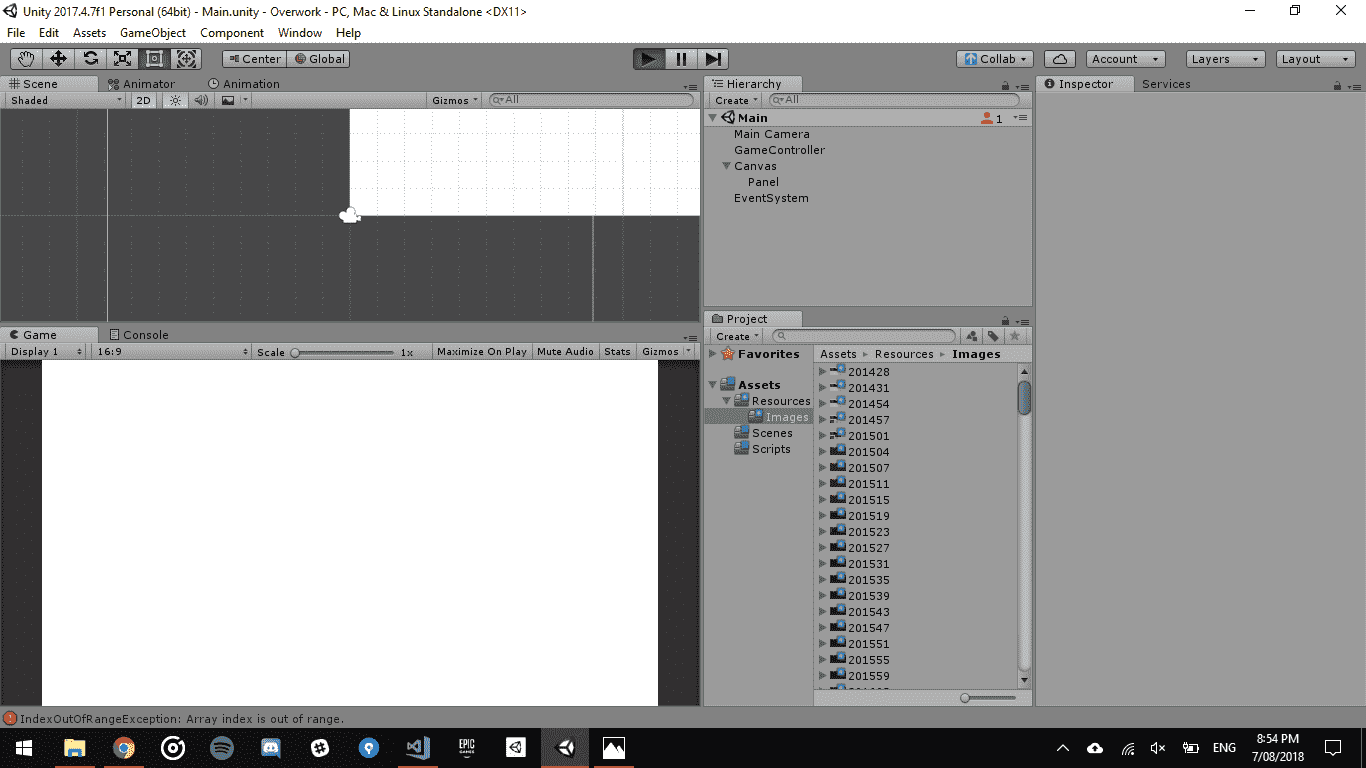 Unity 2017.4.7f1 Personal (64bit) - Main.unity - Overwork - PC, Mac & Linux Standalone <DX11>
File Edit Assets GameObject Component Window Help
Center Global Collab Account Layers Layout
Scene Animator Animation
Shaded 2D Gizmos All
Hierarchy
Create All
Main 1
Main Camera
GameController
Canvas
Panel
EventSystem
Inspector Services
Game Console
Display 1 16:9 Scale 1x Maximize On Play Mute Audio Stats Gizmos
Project
Create
Favorites
Assets
Resources
Images
Scenes
Scripts
Assets Resources Images
201428
201431
201454
201457
201501
201504
201507
201511
201515
201519
201523
201527
201531
201535
201539
201543
201547
201551
201555
201559
IndexOutOfRangeException: Array index is out of range.
EPIC
GAMES
ENG
8:54 PM
7/08/2018